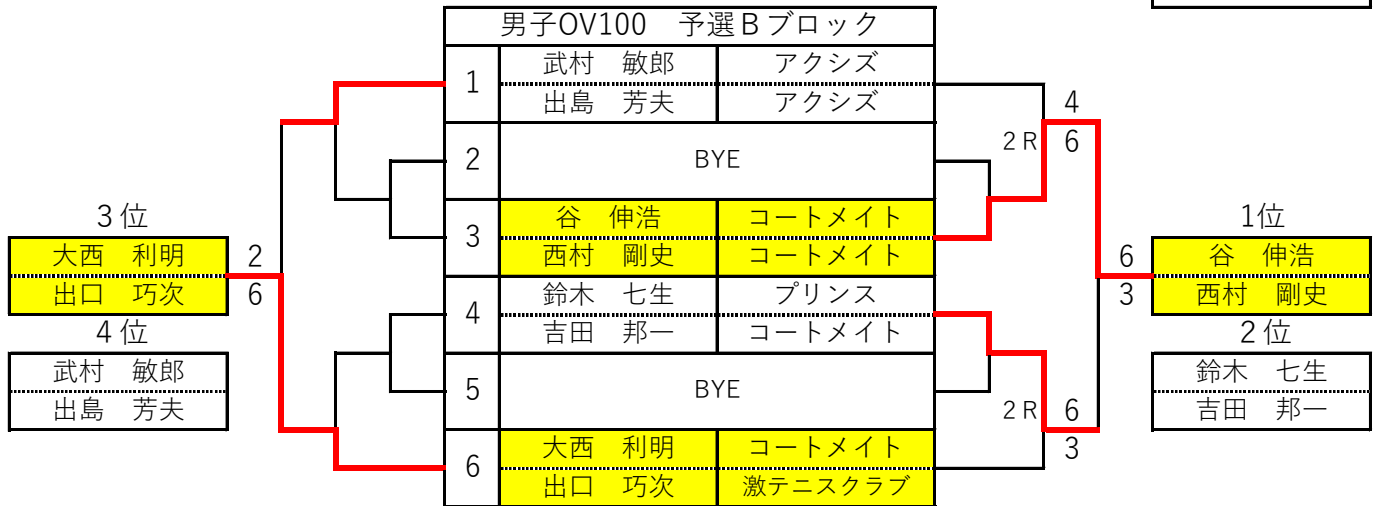 男子OV100　予選Ｂブロック
1
武村　敏郎 アクシズ
出島　芳夫 アクシズ
2 BYE
3
谷　伸浩 コートメイト
西村　剛史 コートメイト
4
鈴木　七生 プリンス
吉田　邦一 コートメイト
5 BYE
6
大西　利明 コートメイト
出口　巧次 激テニスクラブ
３位
大西　利明 2
出口　巧次 6
４位
武村　敏郎
出島　芳夫
4
２Ｒ 6
２Ｒ 6
3
1位
6 谷　伸浩
3 西村　剛史
２位
鈴木　七生
吉田　邦一